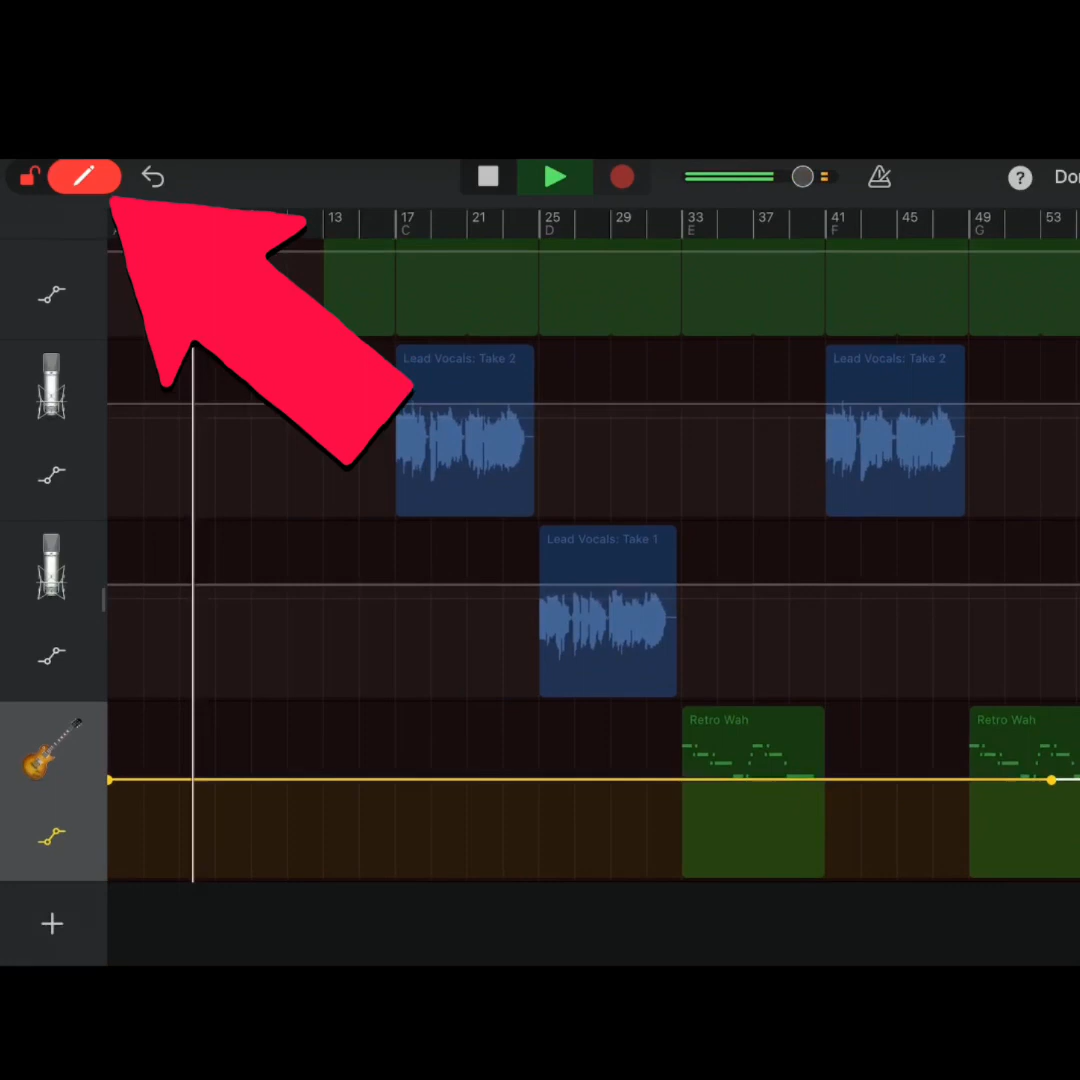 ? Do
13 17 21 25 29 33 37 41 45 49 53
C D E F G
Lead Vocals: Take 2 Lead Vocals: Take 2
Lead Vocals: Take 1
Retro Wah Retro Wah